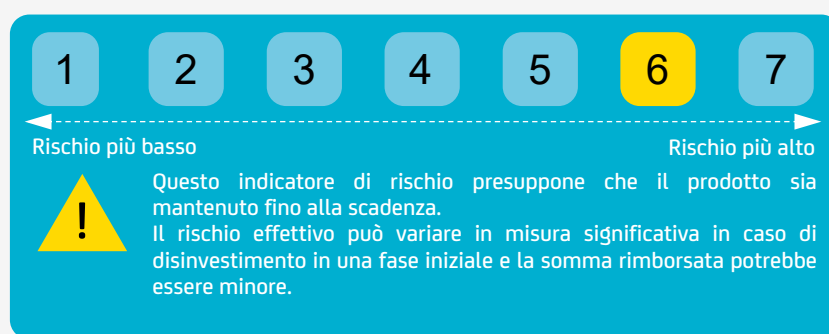 1 2 3 4 5 6 7
Rischio più basso Rischio più alto
!
Questo indicatore di rischio presuppone che il prodotto sia
mantenuto fino alla scadenza.
Il rischio effettivo può variare in misura significativa in caso di
disinvestimento in una fase iniziale e la somma rimborsata potrebbe
essere minore.